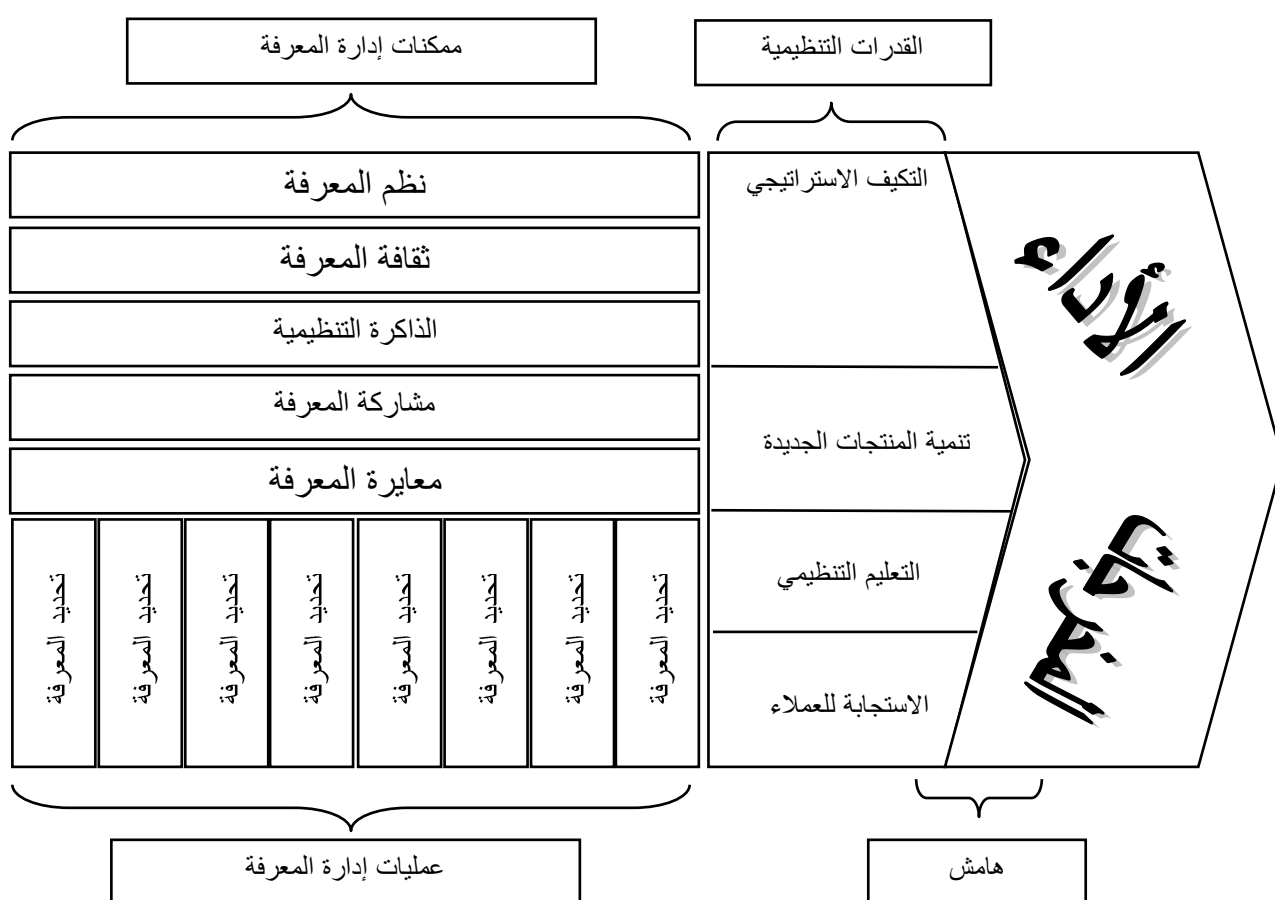 القدرات التنظيمية
ممكنات إدارة المعرفة
نظم المعرفة
ثقافة المعرفة
الذاكرة التنظيمية
مشاركة المعرفة
معايرة المعرفة
تحديد المعرفة
تحديد المعرفة
تحديد المعرفة
تحديد المعرفة
تحديد المعرفة
تحديد المعرفة
تحديد المعرفة
تحديد المعرفة
التكيف الاستراتيجي
تنمية المنتجات الجديدة
التعليم التنظيمي
الاستجابة للعملاء
الأداء
هامش
عمليات إدارة المعرفة